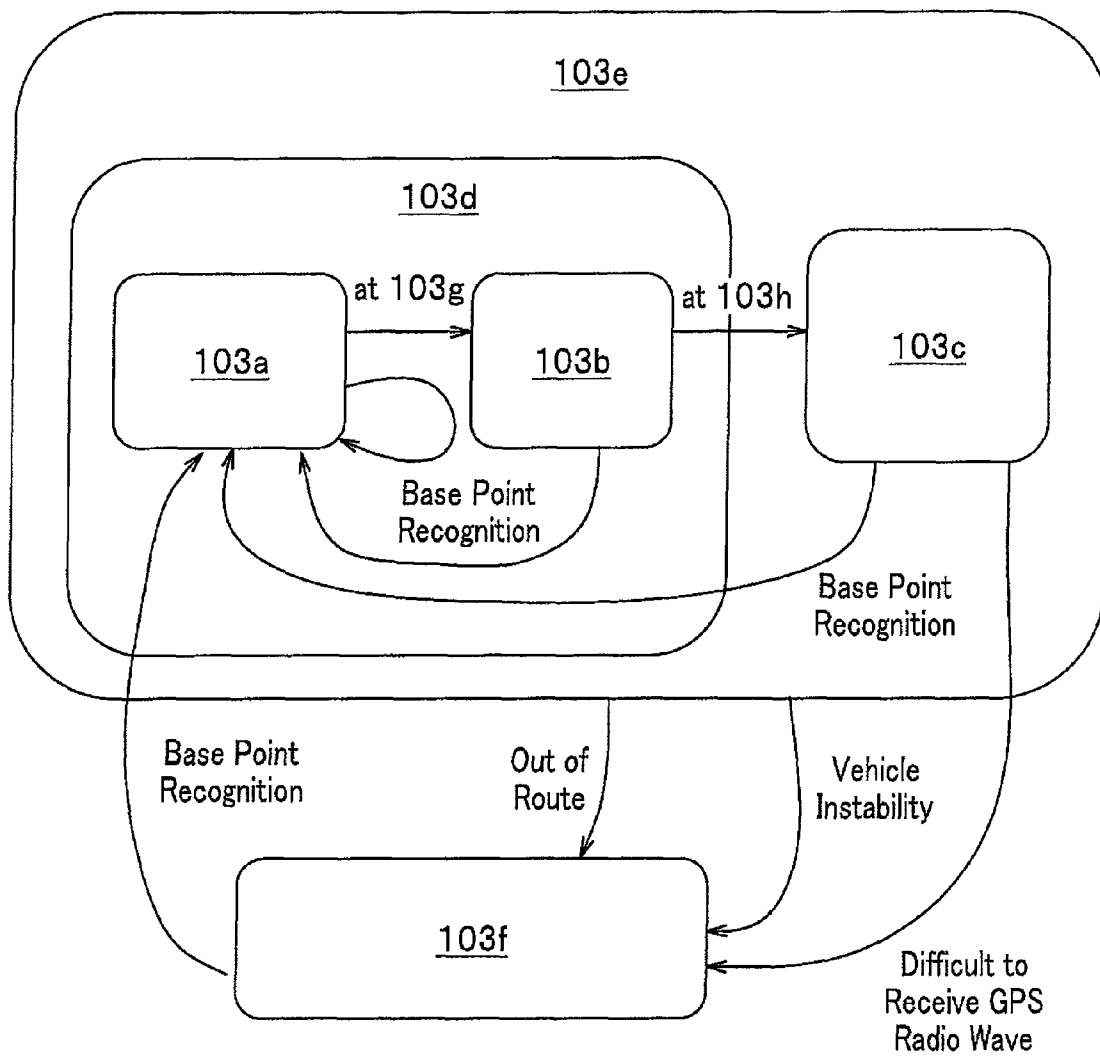 103e
103d
at 103g
at 103h
103a
103b
103c
Base Point
Recognition
Base Point
Recognition
Base Point
Recognition
Out of
Route
Vehicle
Instability
103f
Difficult to
Receive GPS
Radio Wave